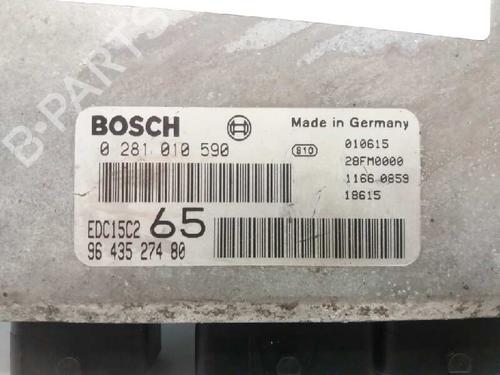 B-PARTS
BOSCH
Made in Germany
0 281 010 590
810
010615
28FM0000
1166 0859
18615
EDC15C2 65
96 435 274 80